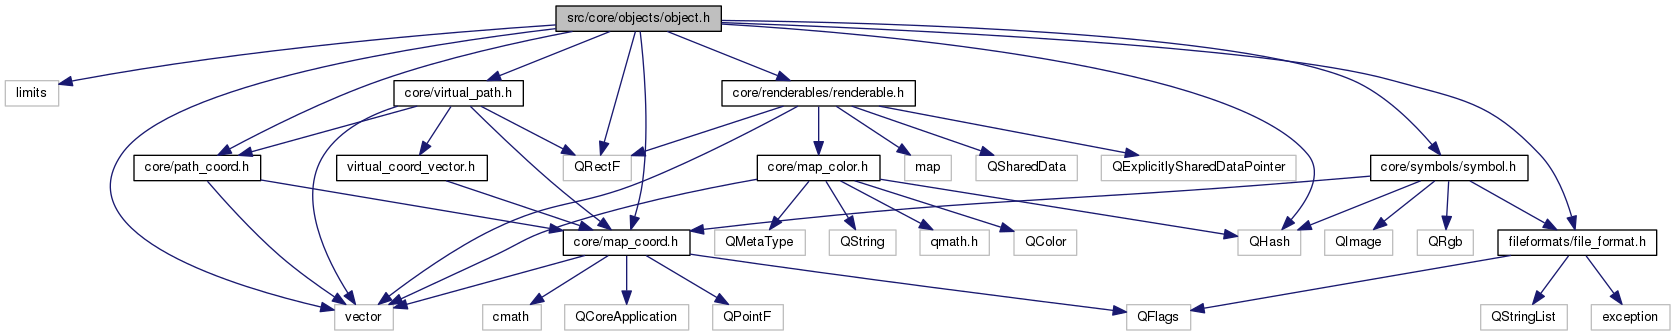 src/core/objects/object.h
limits
core/virtual_path.h
core/renderables/renderable.h
core/path_coord.h
virtual_coord_vector.h
QRectF
core/map_color.h
map
QSharedData
QExplicitlySharedDataPointer
core/symbols/symbol.h
core/map_coord.h
QMetaType
QString
qmath.h
QColor
QHash
QImage
QRgb
fileformats/file_format.h
vector
cmath
QCoreApplication
QPointF
QFlags
QStringList
exception